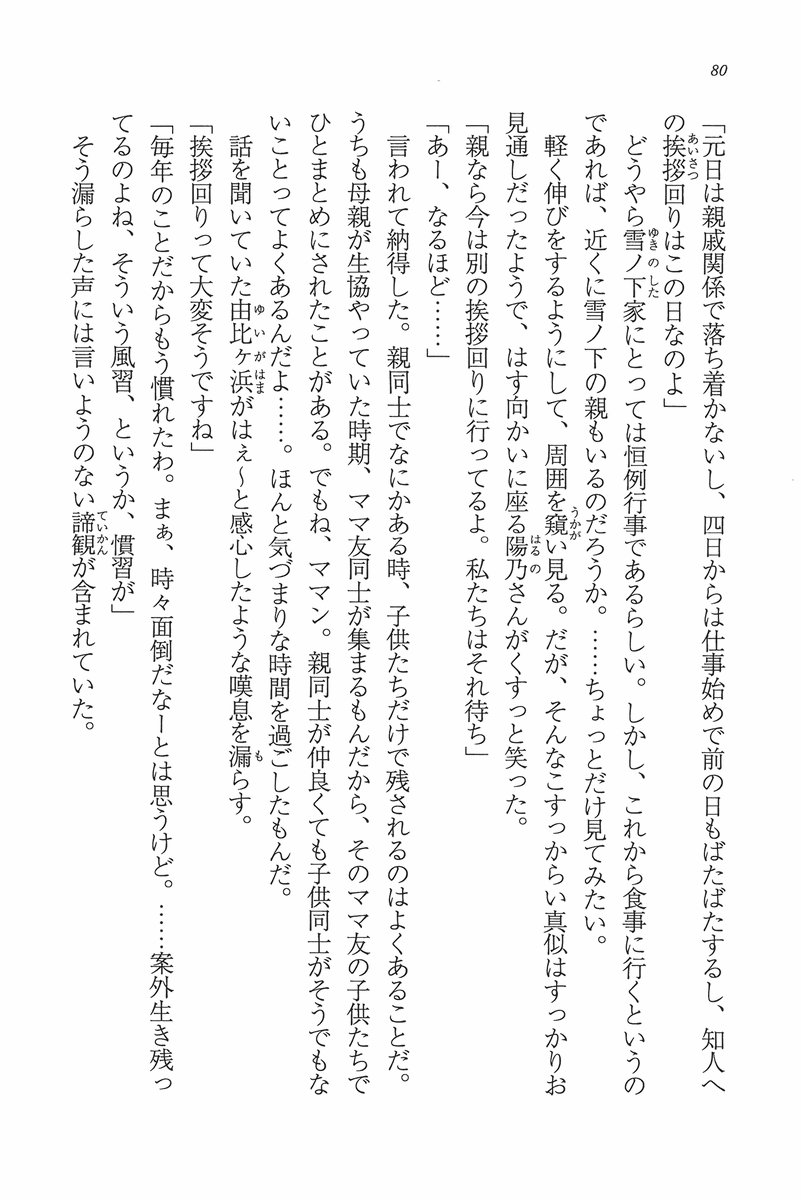 80
「元日は親戚関係で落ち着かないし、四日からは仕事始めで前の日もばたばたするし、知人へ
の挨拶回りはこの日なのよ」
どうやら雪ノ下家にとっては恒例行事であるらしい。しかし、これから食事に行くというの
であれば、近くに雪ノ下の親もいるのだろうか。……ちょっとだけ見てみたい。
軽く伸びをするようにして、周囲を窺い見る。だが、そんなこすっからい真似はすっかりお
見通しだったようで、はす向かいに座る陽乃さんがくすっと笑った。
「親なら今は別の挨拶回りに行ってるよ。私たちはそれ待ち」
「あー、なるほど……」
言われて納得した。親同士でなにかある時、子供たちだけで残されるのはよくあることだ。
うちも母親が生協やっていた時期、ママ友同士が集まるもんだから、そのママ友の子供たちで
ひとまとめにされたことがある。でもね、ママン。親同士が仲良くても子供同士がそうでもな
いことってよくあるんだよ……。ほんと気づまりな時間を過ごしたもんだ。
話を聞いていた由比ヶ浜がはぇ～と感心したような嘆息を漏らす。
「挨拶回りって大変そうですね」
「毎年のことだからもう慣れたわ。まぁ、時々面倒だなーとは思うけど。……案外生き残っ
てるのよね、そういう風習、というか、慣習が」
そう漏らした声には言いようのない諦観が含まれていた。